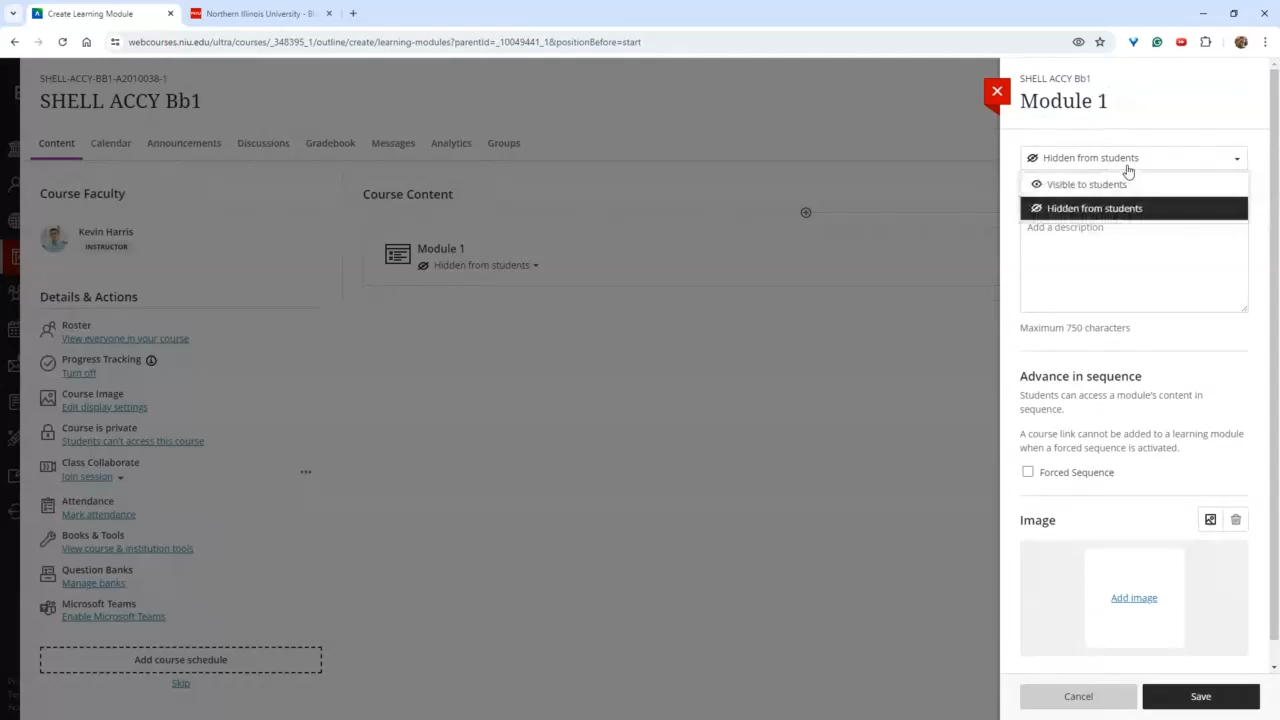 Create Learning Module
Northern Illinois University - Bl
webcourses.niu.edu/ultra/courses/_348395_1/outline/create/learning-modules?parentId=_10049441_1&positionBefore=start
SHELL-ACCY-BB1-A2010038-1
SHELL ACCY Bb1
Content
Calendar
Announcements
Discussions
Gradebook
Messages
Analytics
Groups
Course Faculty
Kevin Harris
INSTRUCTOR
Details & Actions
Roster
View everyone in your course
Progress Tracking
Turn off
Course Image
Edit display settings
Course is private
Students can't access this course
Class Collaborate
Join session
Attendance
Mark attendance
Books & Tools
View course & institution tools
Question Banks
Manage banks
Microsoft Teams
Enable Microsoft Teams
Add course schedule
Skip
Course Content
Module 1
Hidden from students
SHELL ACCY Bb1
Module 1
Hidden from students
Visible to students
Hidden from students
Add a description
Maximum 750 characters
Advance in sequence
Students can access a module's content in
sequence.
A course link cannot be added to a learning module
when a forced sequence is activated.
Forced Sequence
Image
Add image
Cancel
Save